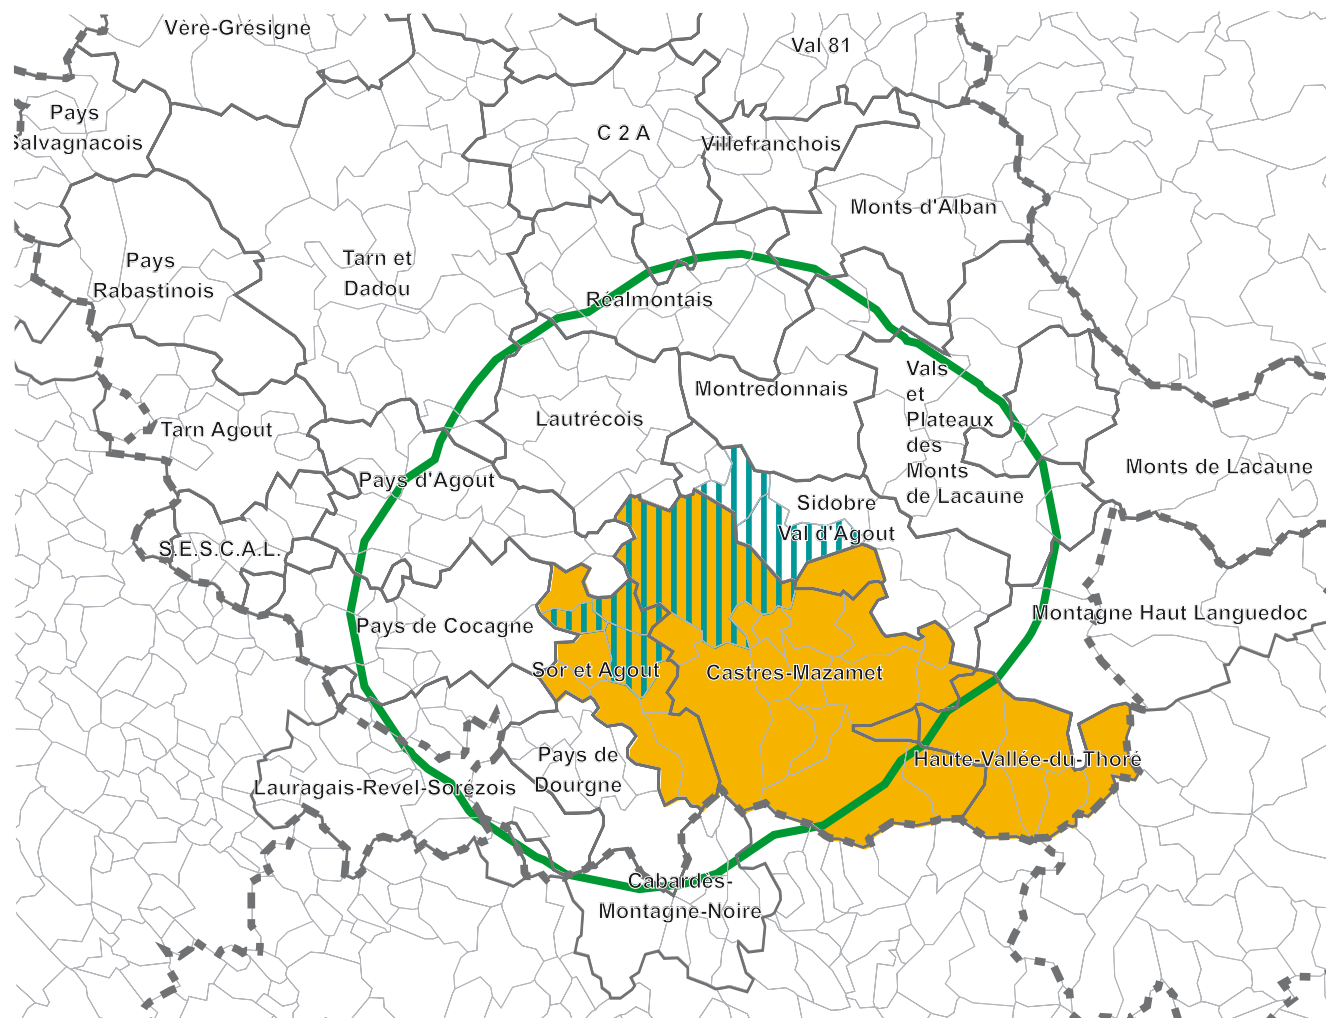 Vère-Grésigne
Val 81
Pays
Salvagnacois
C 2 A
Villefranchois
Monts d'Alban
Pays
Rabastinois
Tarn et
Dadou
Réalmontais
Montredonnais
Vals
et
Plateaux
des
Monts
de Lacaune
Lautrécois
Tarn Agout
Monts de Lacaune
Pays d'Agout
Sidobre
Val d'Agout
S.E.S.C.A.L.
Montagne Haut Languedoc
Pays de Cocagne
Sor et Agout
Castres-Mazamet
Haute-Vallée-du-Thoré
Pays de
Dourgne
Lauragais-Revel-Sorézois
Cabardès-
Montagne-Noire